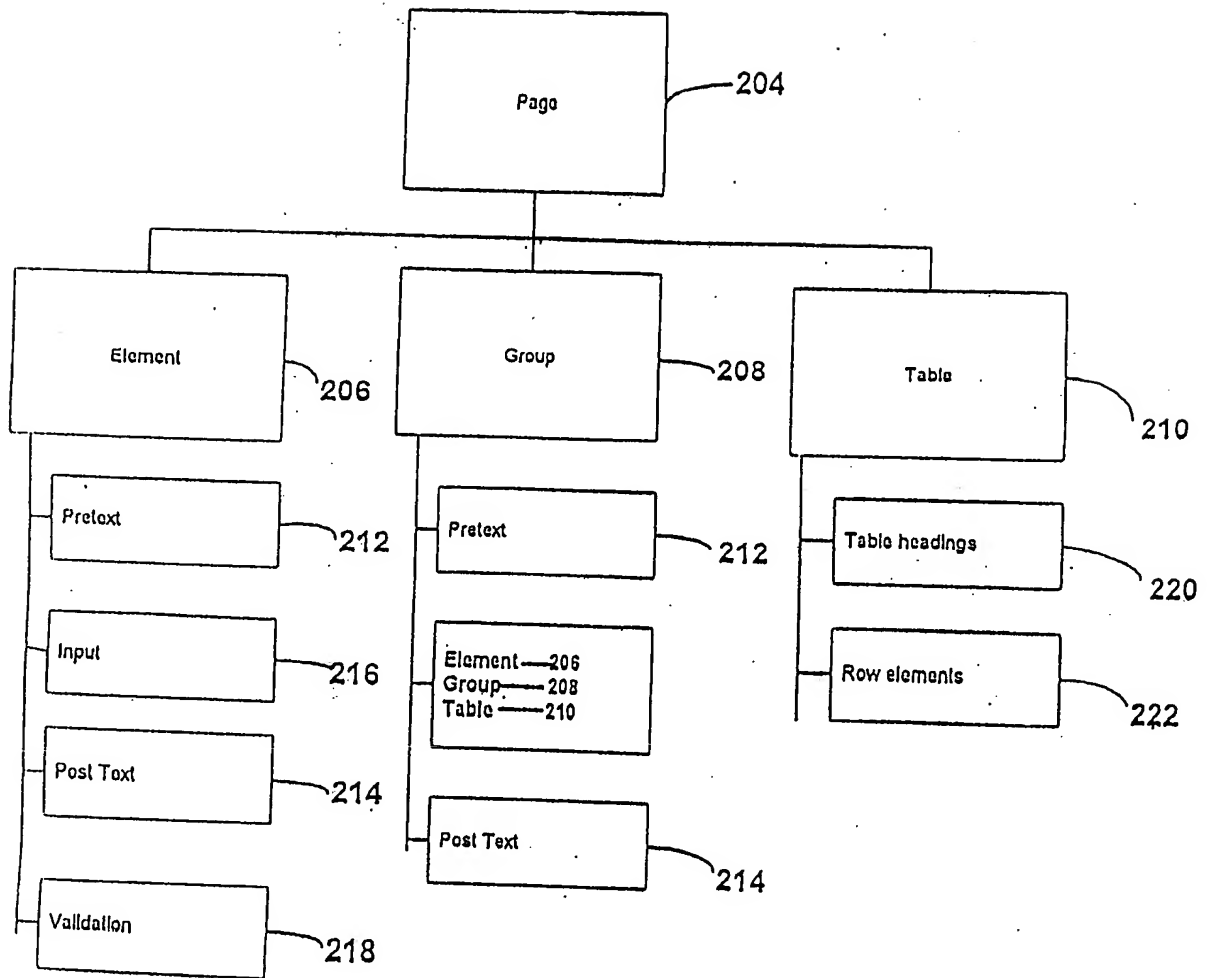 Page
204
Element
206
Group
208
Table
210
Pretext
212
Input
216
Post Text
214
Validation
218
Pretext
212
Element 206
Group 208
Table 210
Post Text
214
Table headings
220
Row elements
222